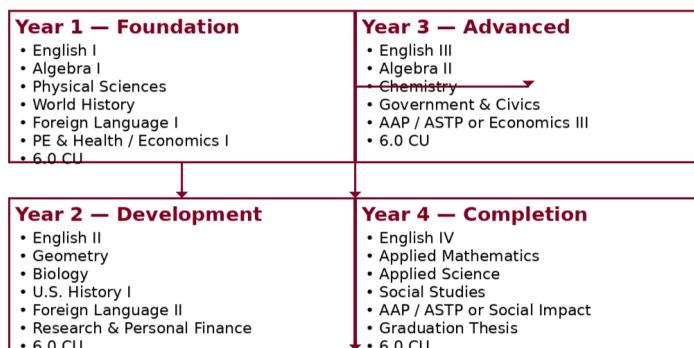 Year 1 — Foundation
• English I
• Algebra I
• Physical Sciences
• World History
• Foreign Language I
• PE & Health / Economics I
• 6.0 CU
Year 3 — Advanced
• English III
• Algebra II
• Chemistry
• Government & Civics
• AAP / ASTP or Economics III
• 6.0 CU
Year 2 — Development
• English II
• Geometry
• Biology
• U.S. History I
• Foreign Language II
• Research & Personal Finance
• 6.0 CU
Year 4 — Completion
• English IV
• Applied Mathematics
• Applied Science
• Social Studies
• AAP / ASTP or Social Impact
• Graduation Thesis
• 6.0 CU